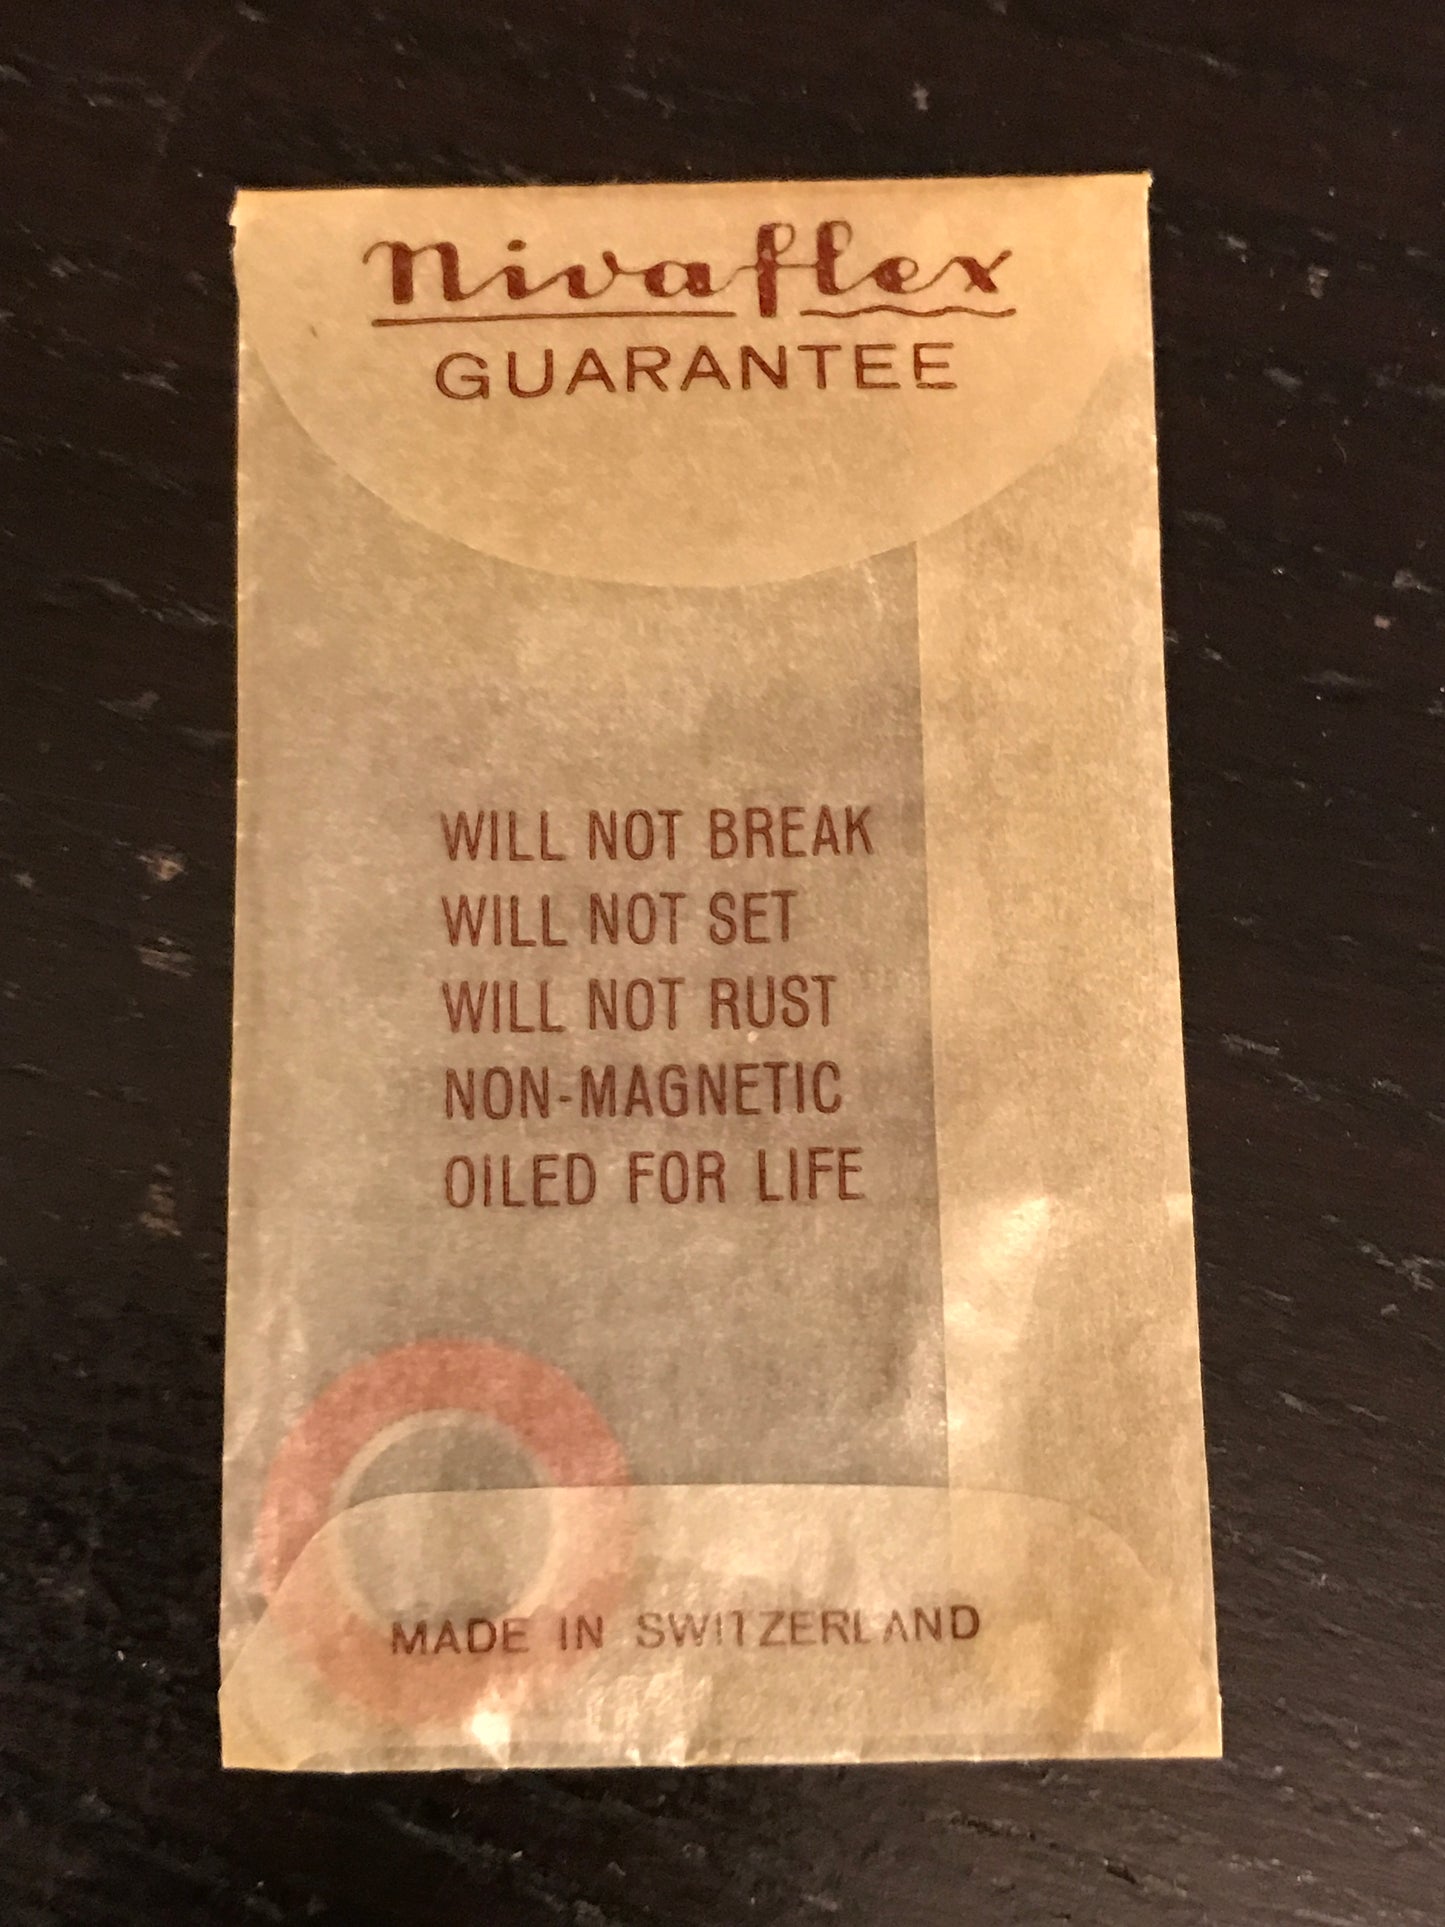 Nivaflex
GUARANTEE
WILL NOT BREAK
WILL NOT SET
WILL NOT RUST
NON-MAGNETIC
OILED FOR LIFE
MADE IN SWITZERLAND